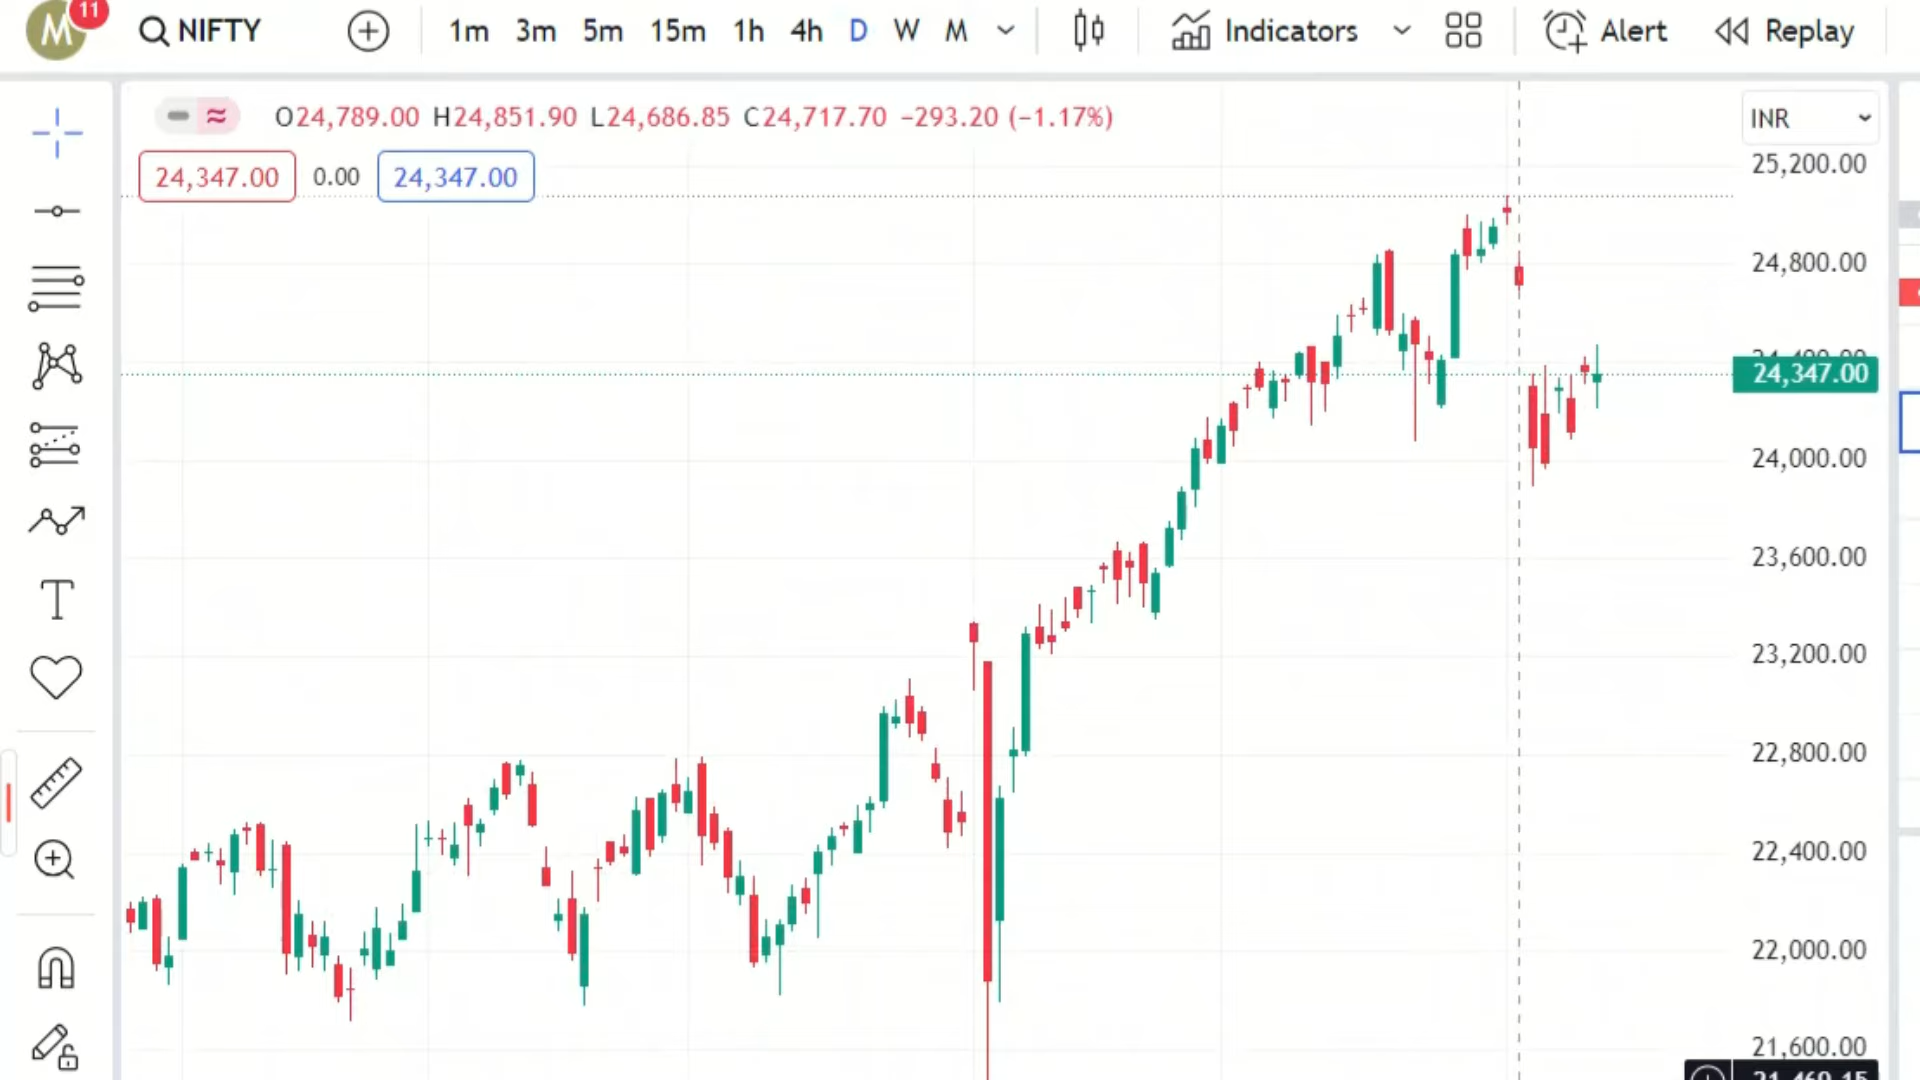 M 11 NIFTY 1m 3m 5m 15m 1h 4h D W M Indicators Alert Replay
O24,789.00 H24,851.90 L24,686.85 C24,717.70 −293.20 (−1.17%)
INR
24,347.00 0.00 24,347.00
25,200.00
24,800.00
24,347.00
24,000.00
23,600.00
23,200.00
22,800.00
22,400.00
22,000.00
21,600.00